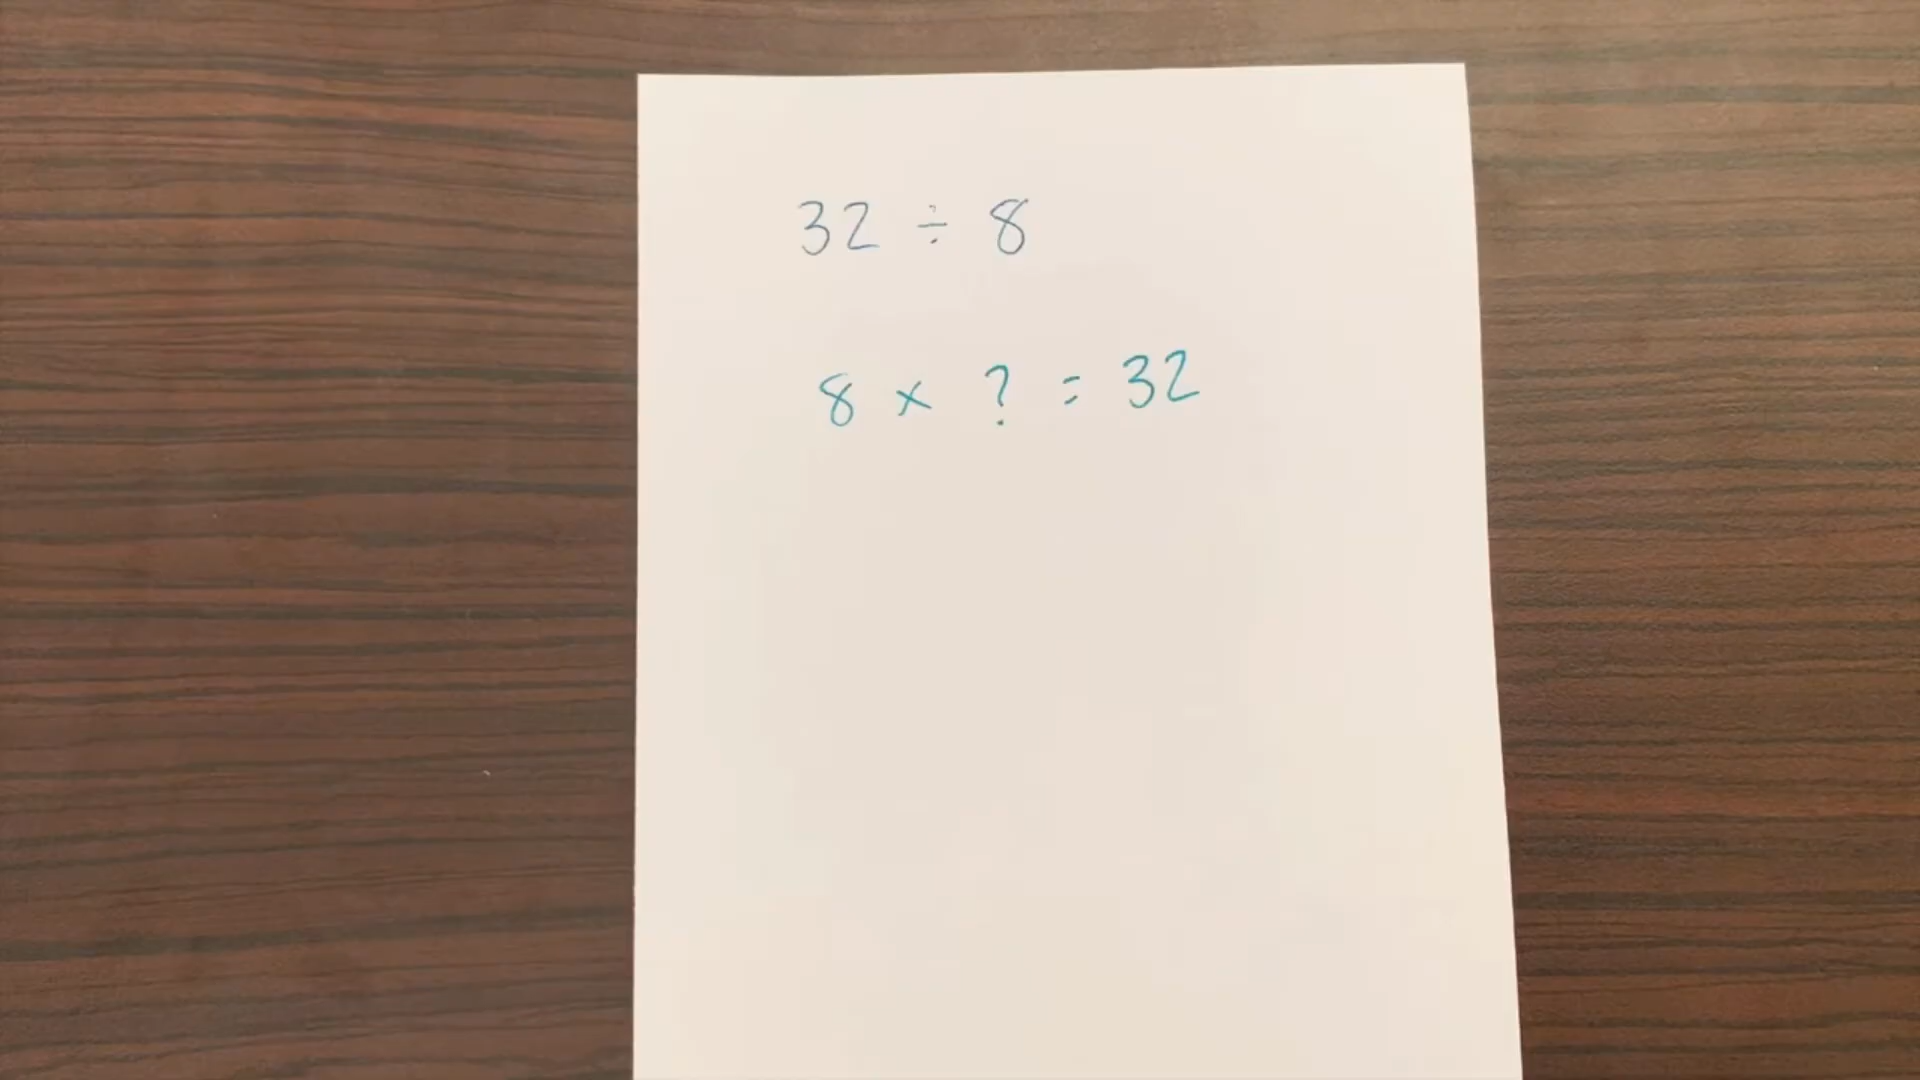 32 ÷ 8
8 × ? = 32